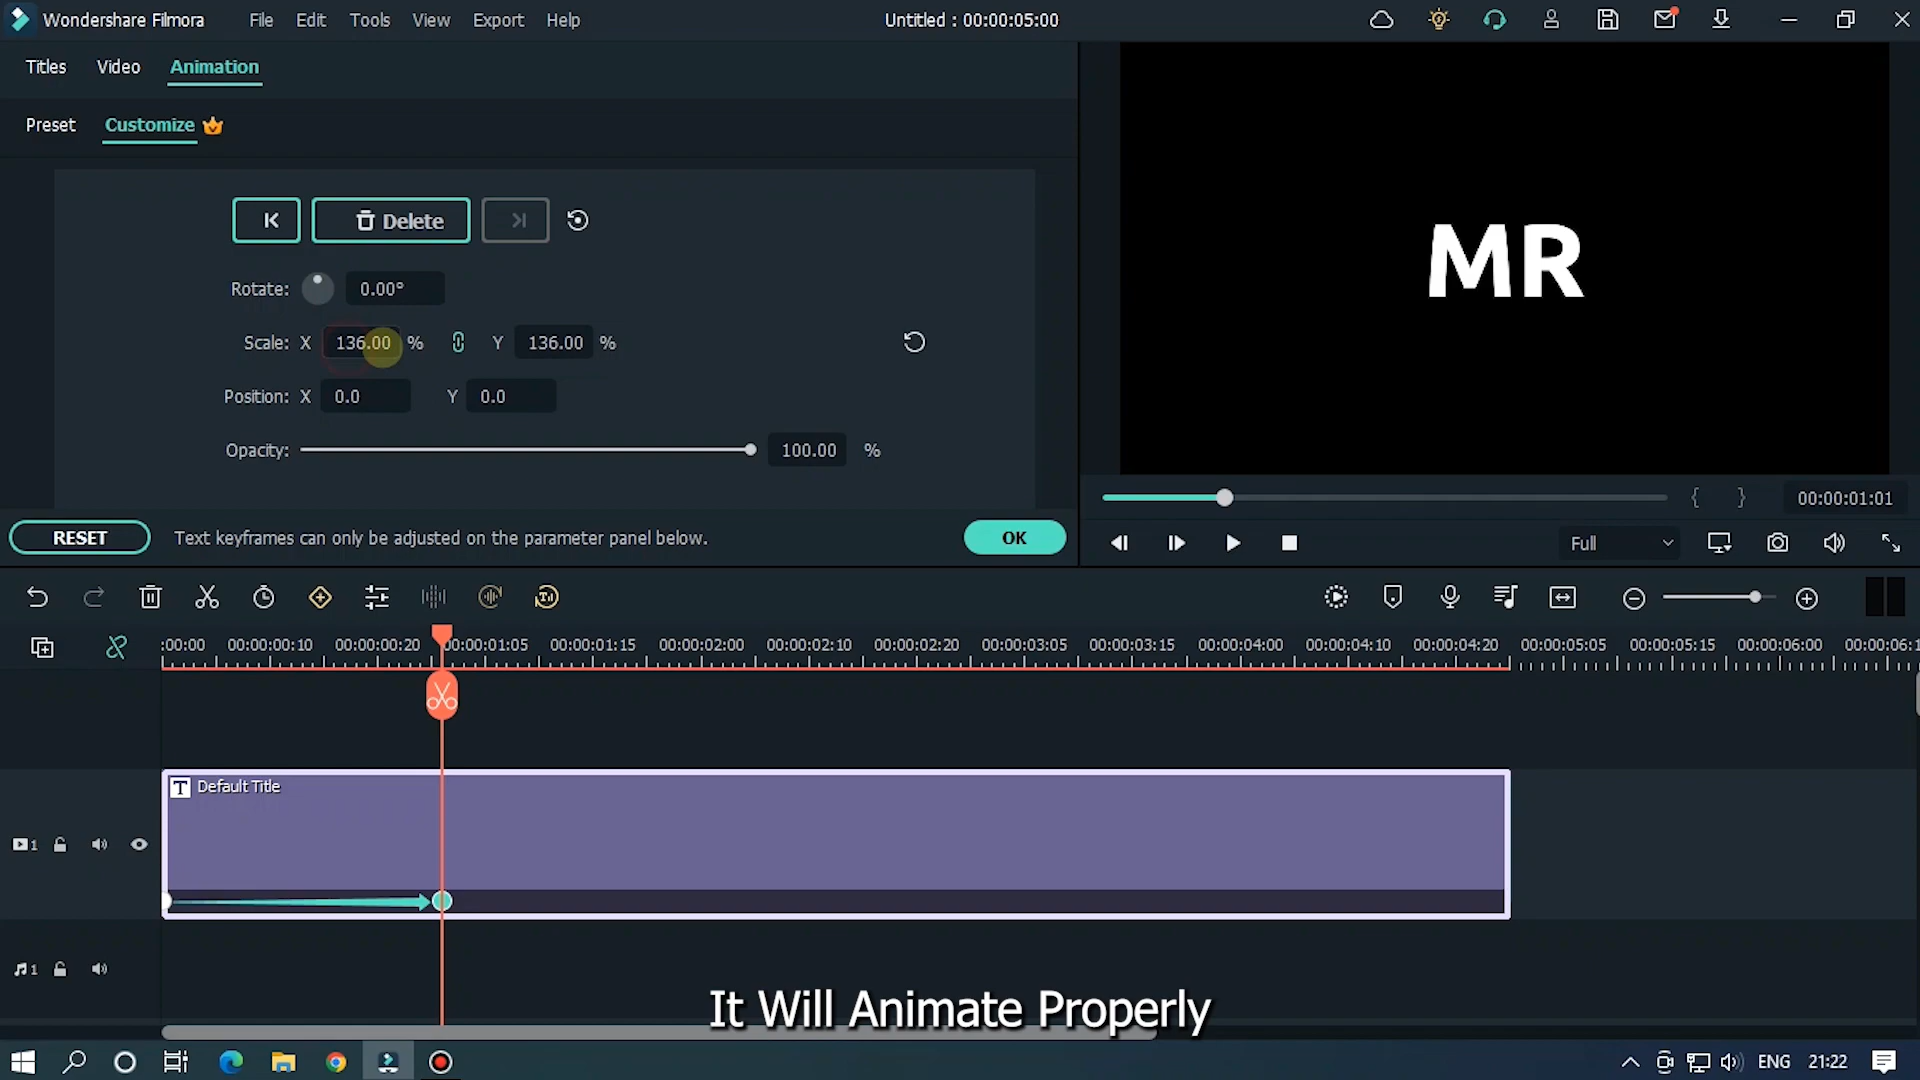 Wondershare Filmora File Edit Tools View Export Help Untitled : 00:00:05:00
Titles Video Animation
Preset Customize
Delete
Rotate: 0.00°
Scale: X 136.00 % Y 136.00 %
Position: X 0.0 Y 0.0
Opacity: 100.00 %
RESET Text keyframes can only be adjusted on the parameter panel below. OK
MR
{ } 00:00:01:01
Full
:00:00 00:00:00:10 00:00:00:20 00:00:01:05 00:00:01:15 00:00:02:00 00:00:02:10 00:00:02:20 00:00:03:05 00:00:03:15 00:00:04:00 00:00:04:10 00:00:04:20 00:00:05:05 00:00:05:15 00:00:06:00 00:00:06:1
T Default Title
1
1
It Will Animate Properly
ENG 21:22